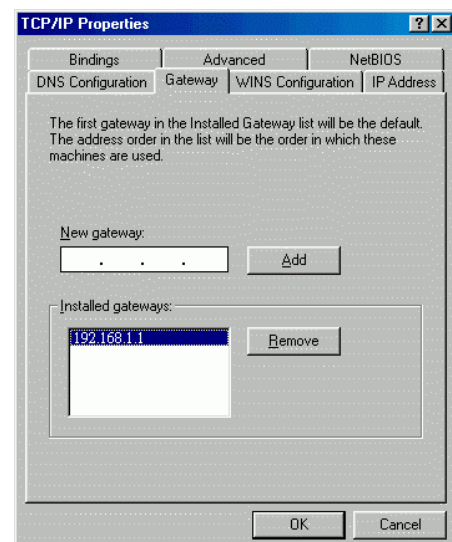 TCP/IP Properties
Bindings Advanced NetBIOS
DNS Configuration Gateway WINS Configuration IP Address
The first gateway in the Installed Gateway list will be the default.
The address order in the list will be the order in which these
machines are used.
New gateway:
. . .
Add
Installed gateways:
192.168.1.1
Remove
OK Cancel